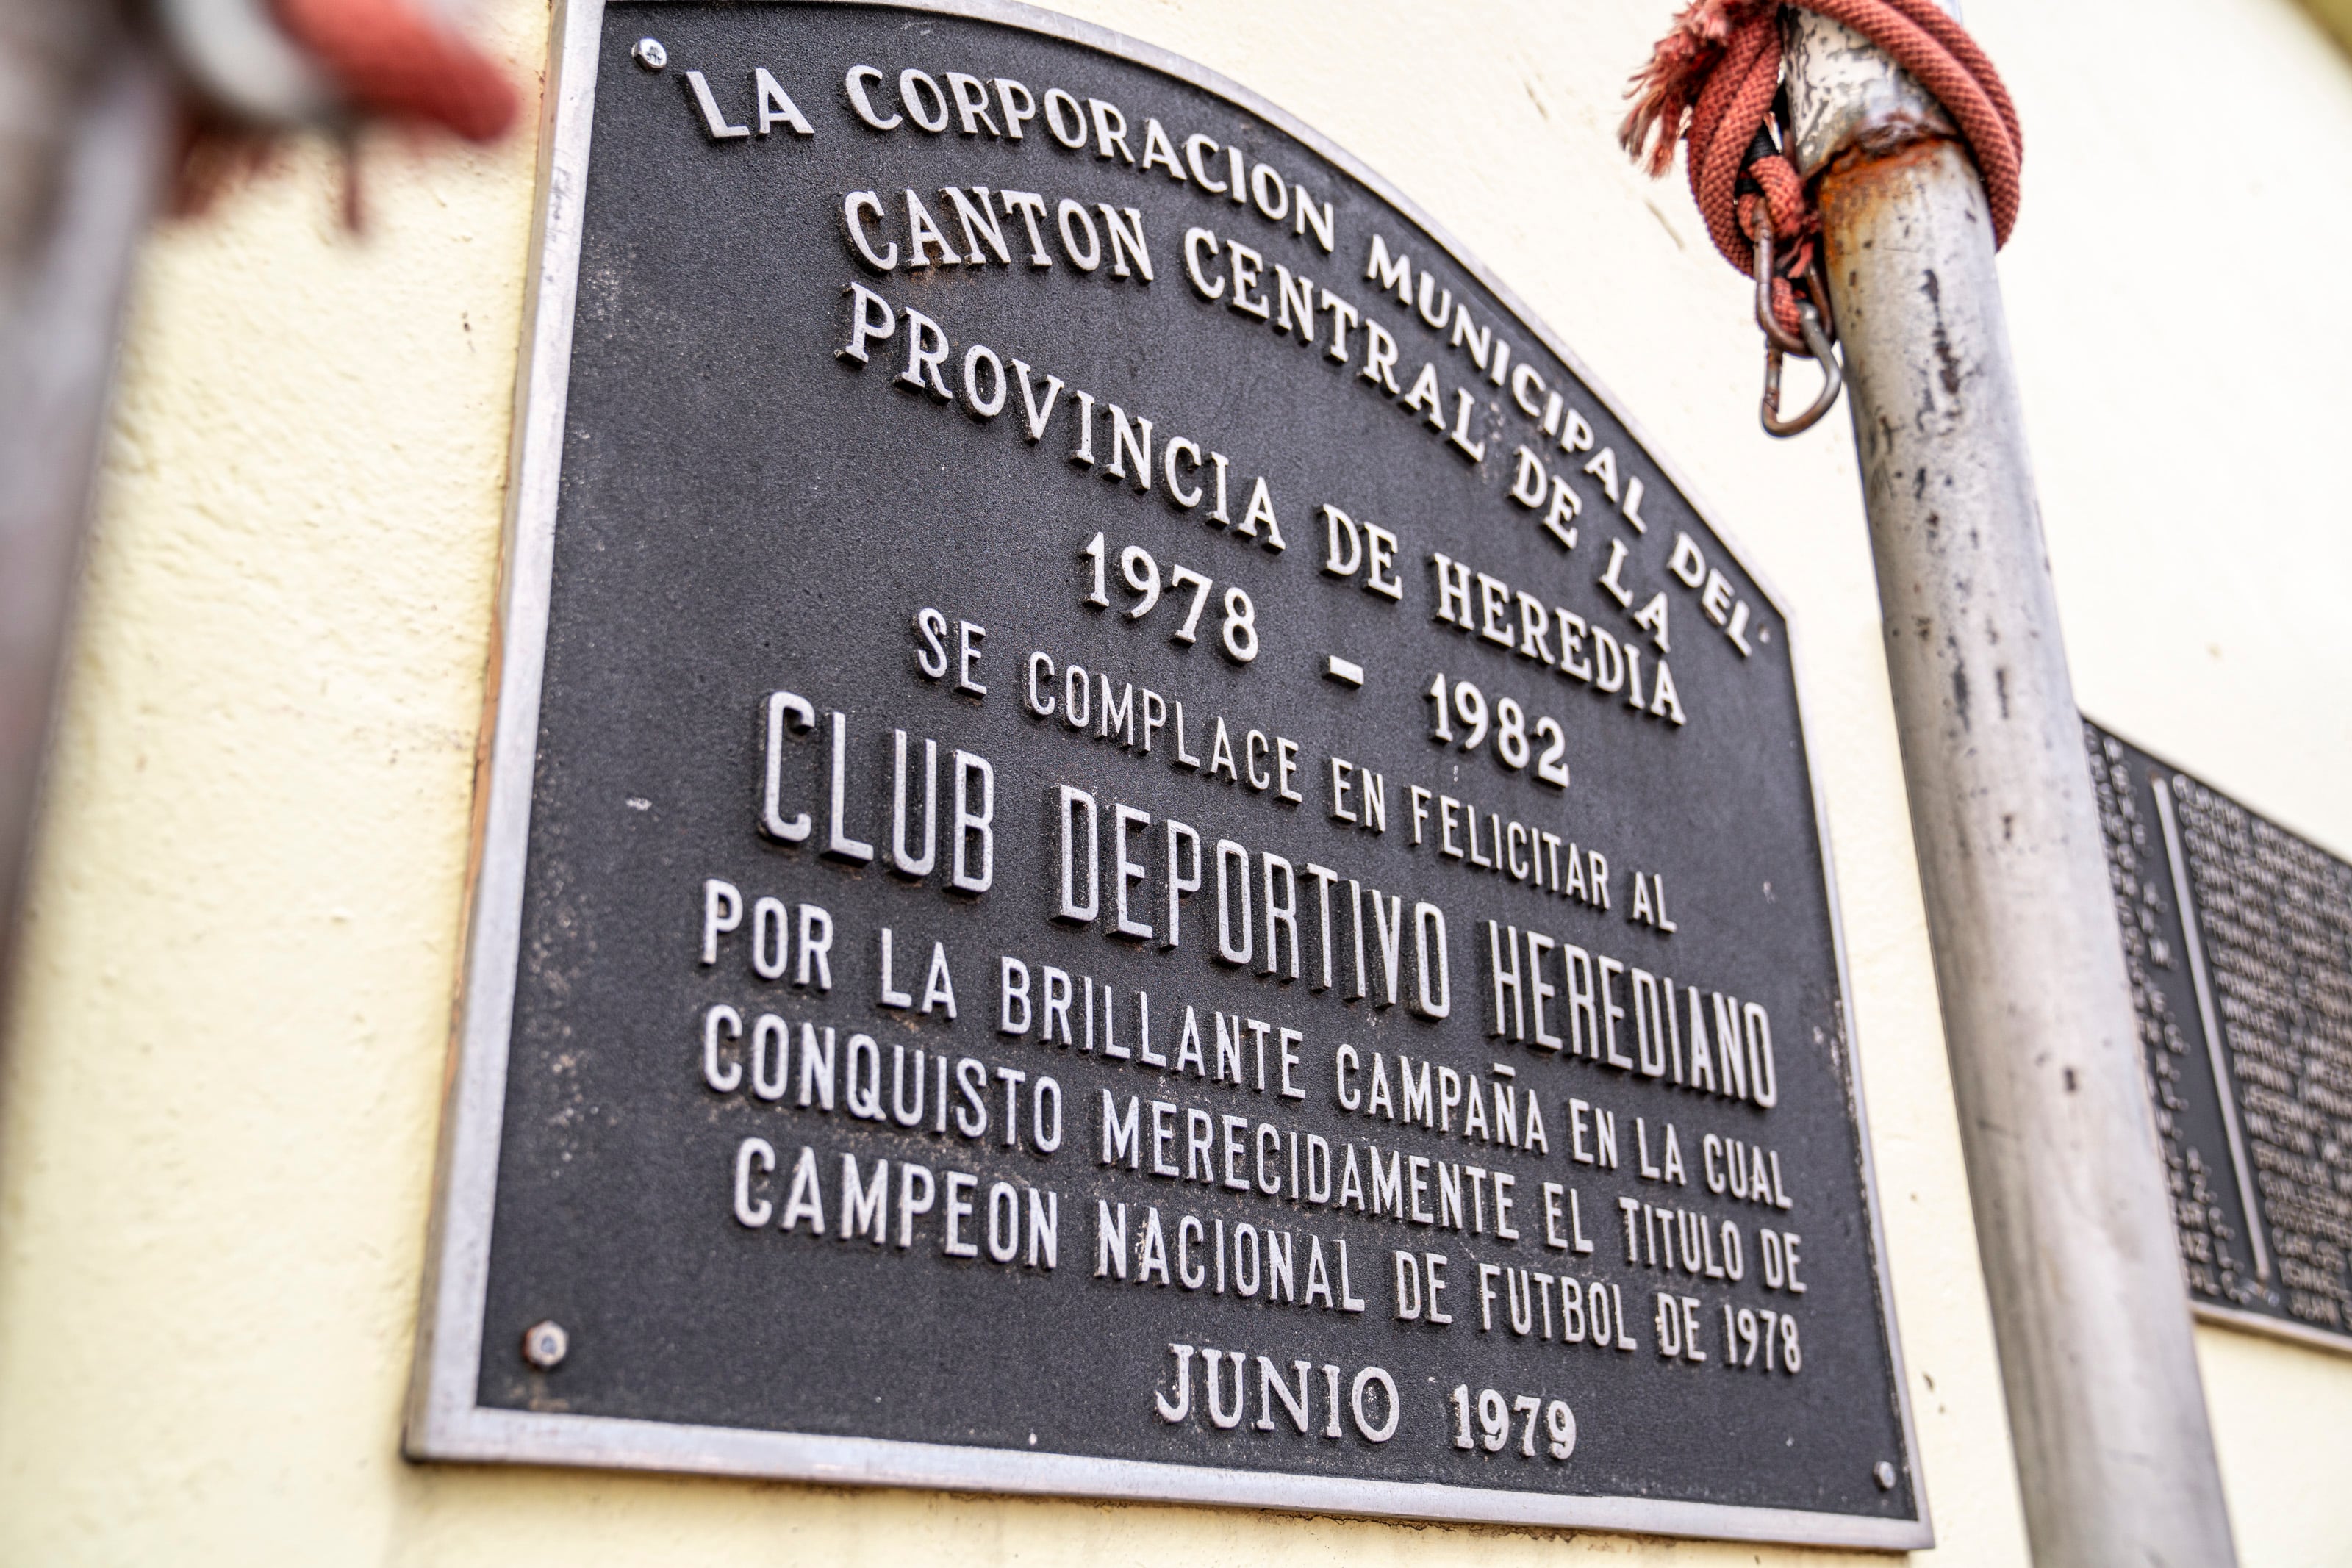 LA CORPORACION MUNICIPAL DEL
CANTON CENTRAL DE LA
PROVINCIA DE HEREDIA
1978 - 1982
SE COMPLACE EN FELICITAR AL
CLUB DEPORTIVO HEREDIANO
POR LA BRILLANTE CAMPAÑA EN LA CUAL
CONQUISTO MERECIDAMENTE EL TITULO DE
CAMPEON NACIONAL DE FUTBOL DE 1978
JUNIO 1979